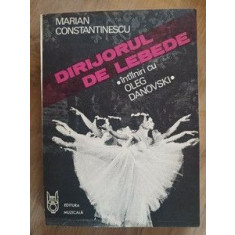 MARIAN
CONSTANTINESCU
DIRIJORUL
DE LEBEDE
•întîlniri cu
OLEG
DANOVSKI•
EDITURA
MUZICALĂ